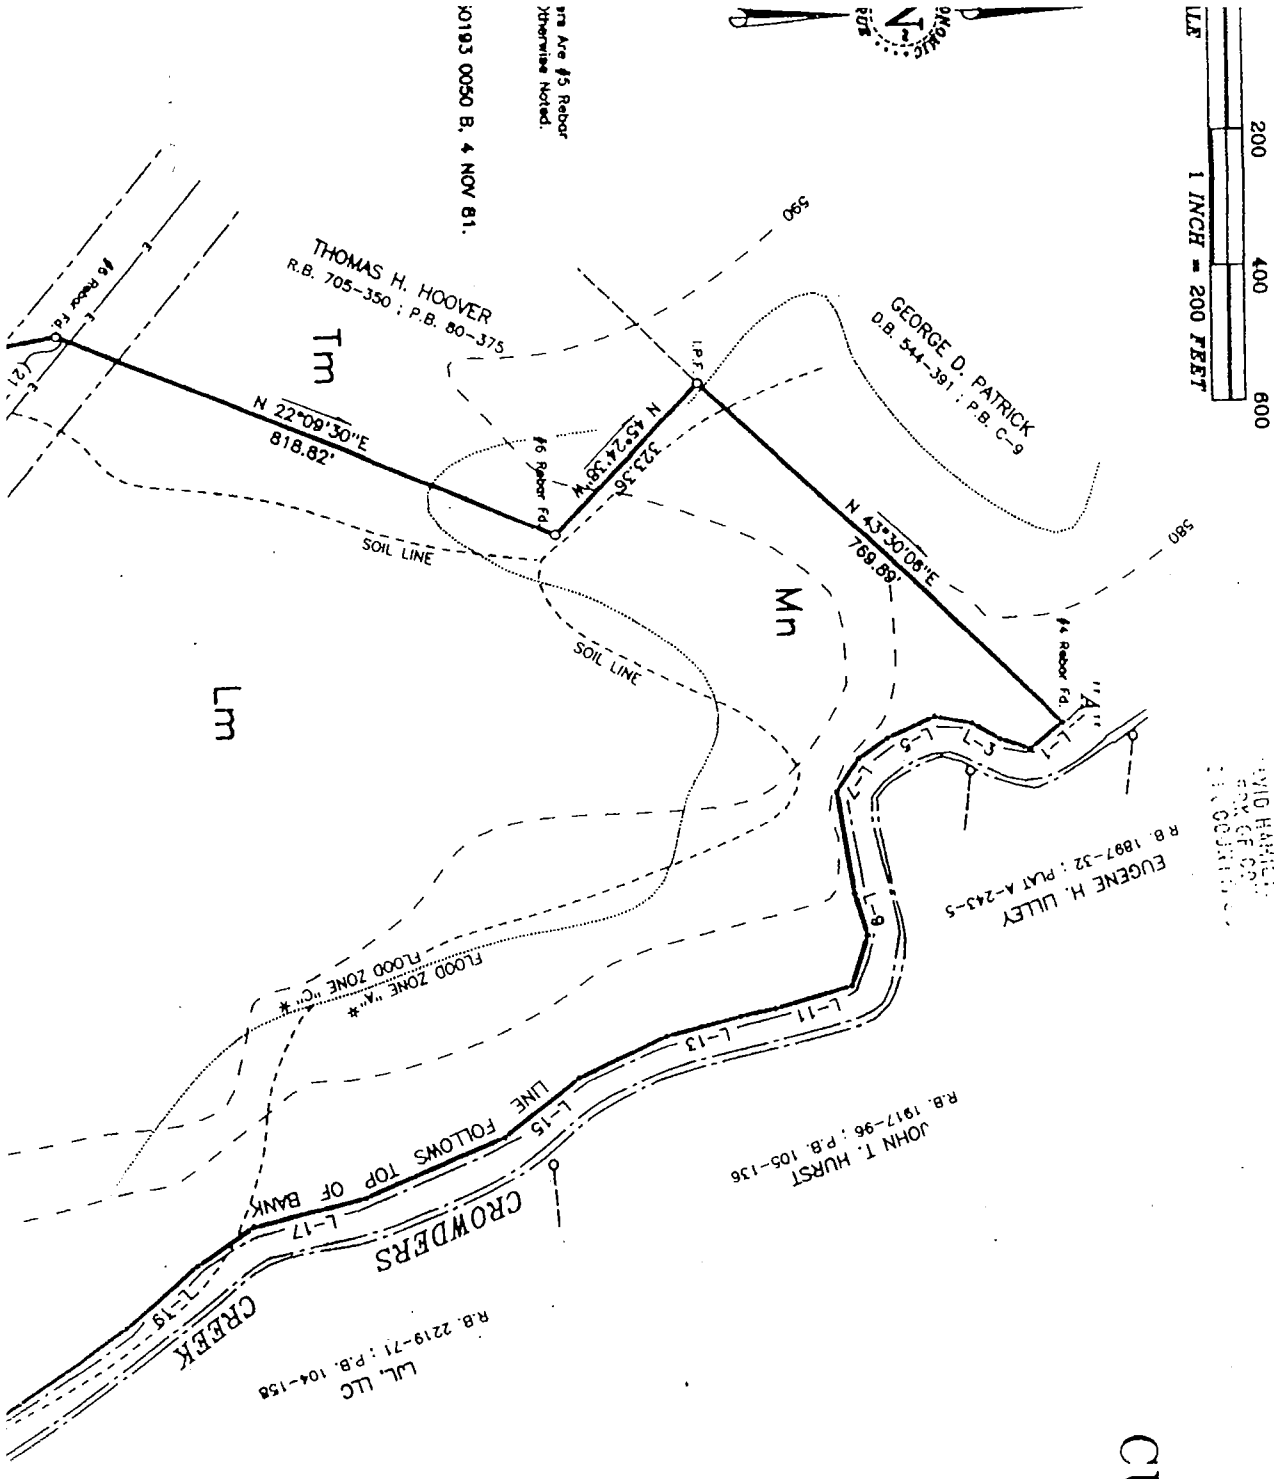 200
400
600
1 INCH = 200 FEET
Are #5 Rebar
Otherwise Noted.
0193 0050 B, 4 NOV 81.
N
590
580
THOMAS H. HOOVER
R.B. 705-350 ; P.B. 80-375
GEORGE D. PATRICK
D.B. 544-391 ; P.B. C-9
#6 Rebar Fd.
E
E
E
E
Tm
N 22°09'30"E
818.82'
I.P.F.
N 45°24'38"W
323.36'
#6 Rebar Fd.
N 43°30'08"E
769.89'
#4 Rebar Fd.
"A"
SOIL LINE
SOIL LINE
Mn
Lm
L-1
L-3
L-5
L-7
L-9
L-11
L-13
L-15
L-17
L-19
R.B. 1897-32 ; PLAT A-243-5
EUGENE H. LILLEY
FLOOD ZONE "C" *
FLOOD ZONE "A" *
R.B. 1917-96 ; P.B. 105-136
JOHN T. HURST
LINE FOLLOWS TOP OF BANK
CROWDERS
CREEK
R.B. 2219-71 ; P.B. 104-158
LJL, LLC